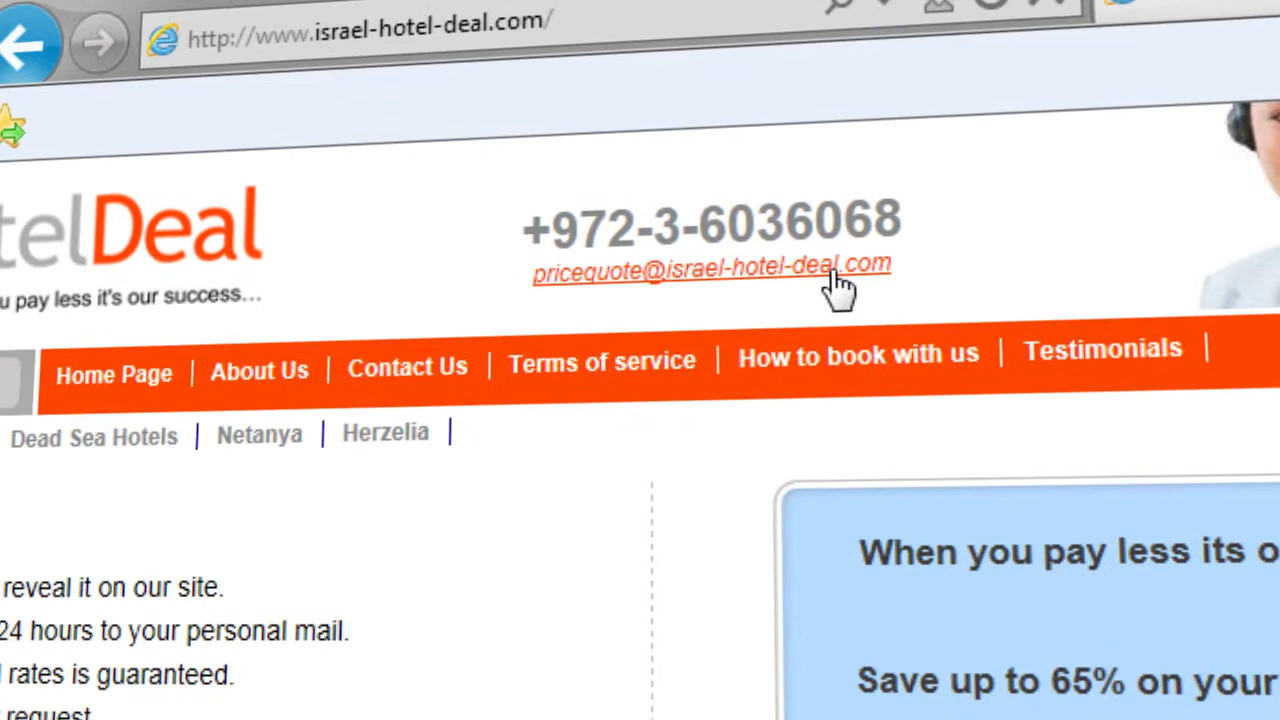 http://www.israel-hotel-deal.com/
telDeal
u pay less it's our success...
+972-3-6036068
pricequote@israel-hotel-deal.com
Home Page | About Us | Contact Us | Terms of service | How to book with us | Testimonials |
Dead Sea Hotels | Netanya | Herzelia |
reveal it on our site.
24 hours to your personal mail.
rates is guaranteed.
request
When you pay less its o
Save up to 65% on your